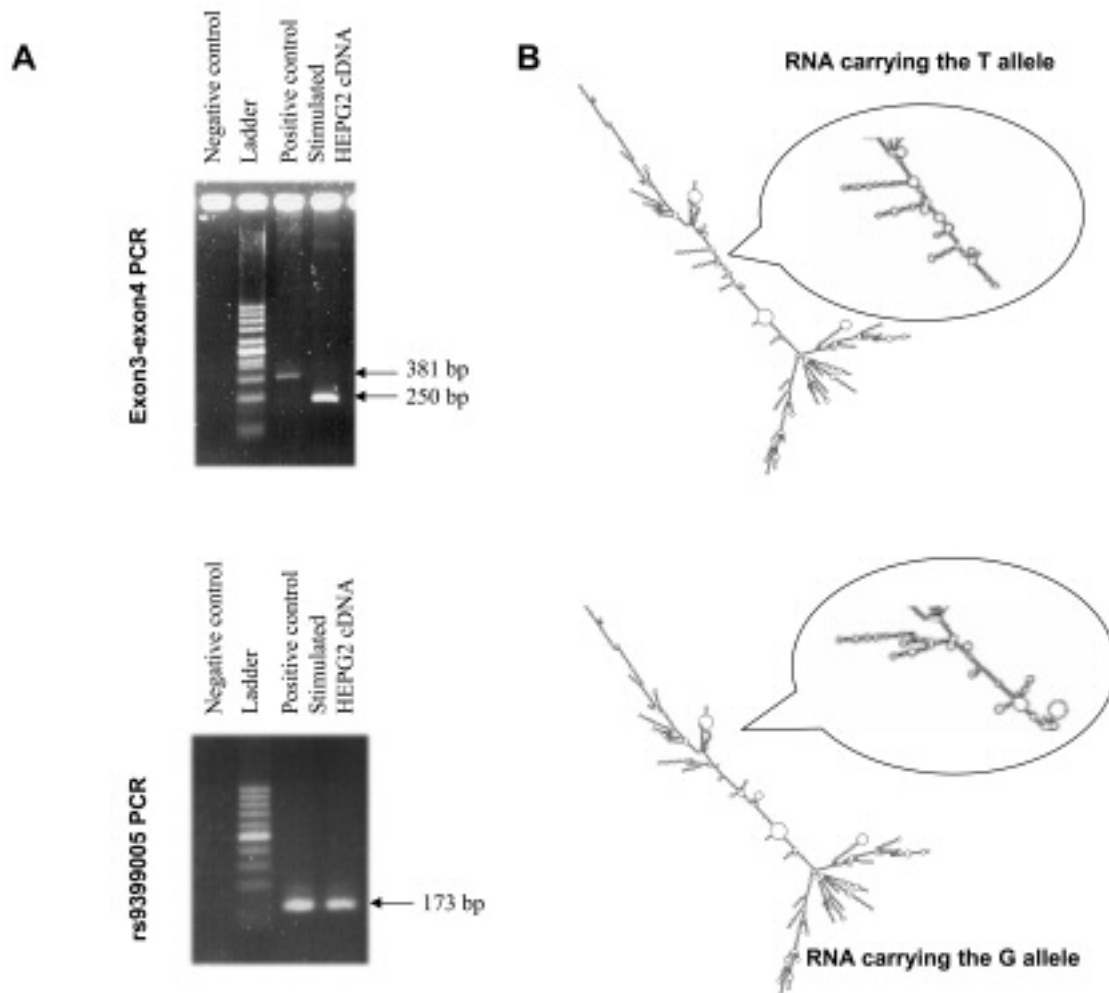 A
Negative control
Ladder
Positive control
Stimulated
HEPG2 cDNA
Exon3-exon4 PCR
381 bp
250 bp
B
RNA carrying the T allele
Negative control
Ladder
Positive control
Stimulated
HEPG2 cDNA
rs9399005 PCR
173 bp
RNA carrying the G allele